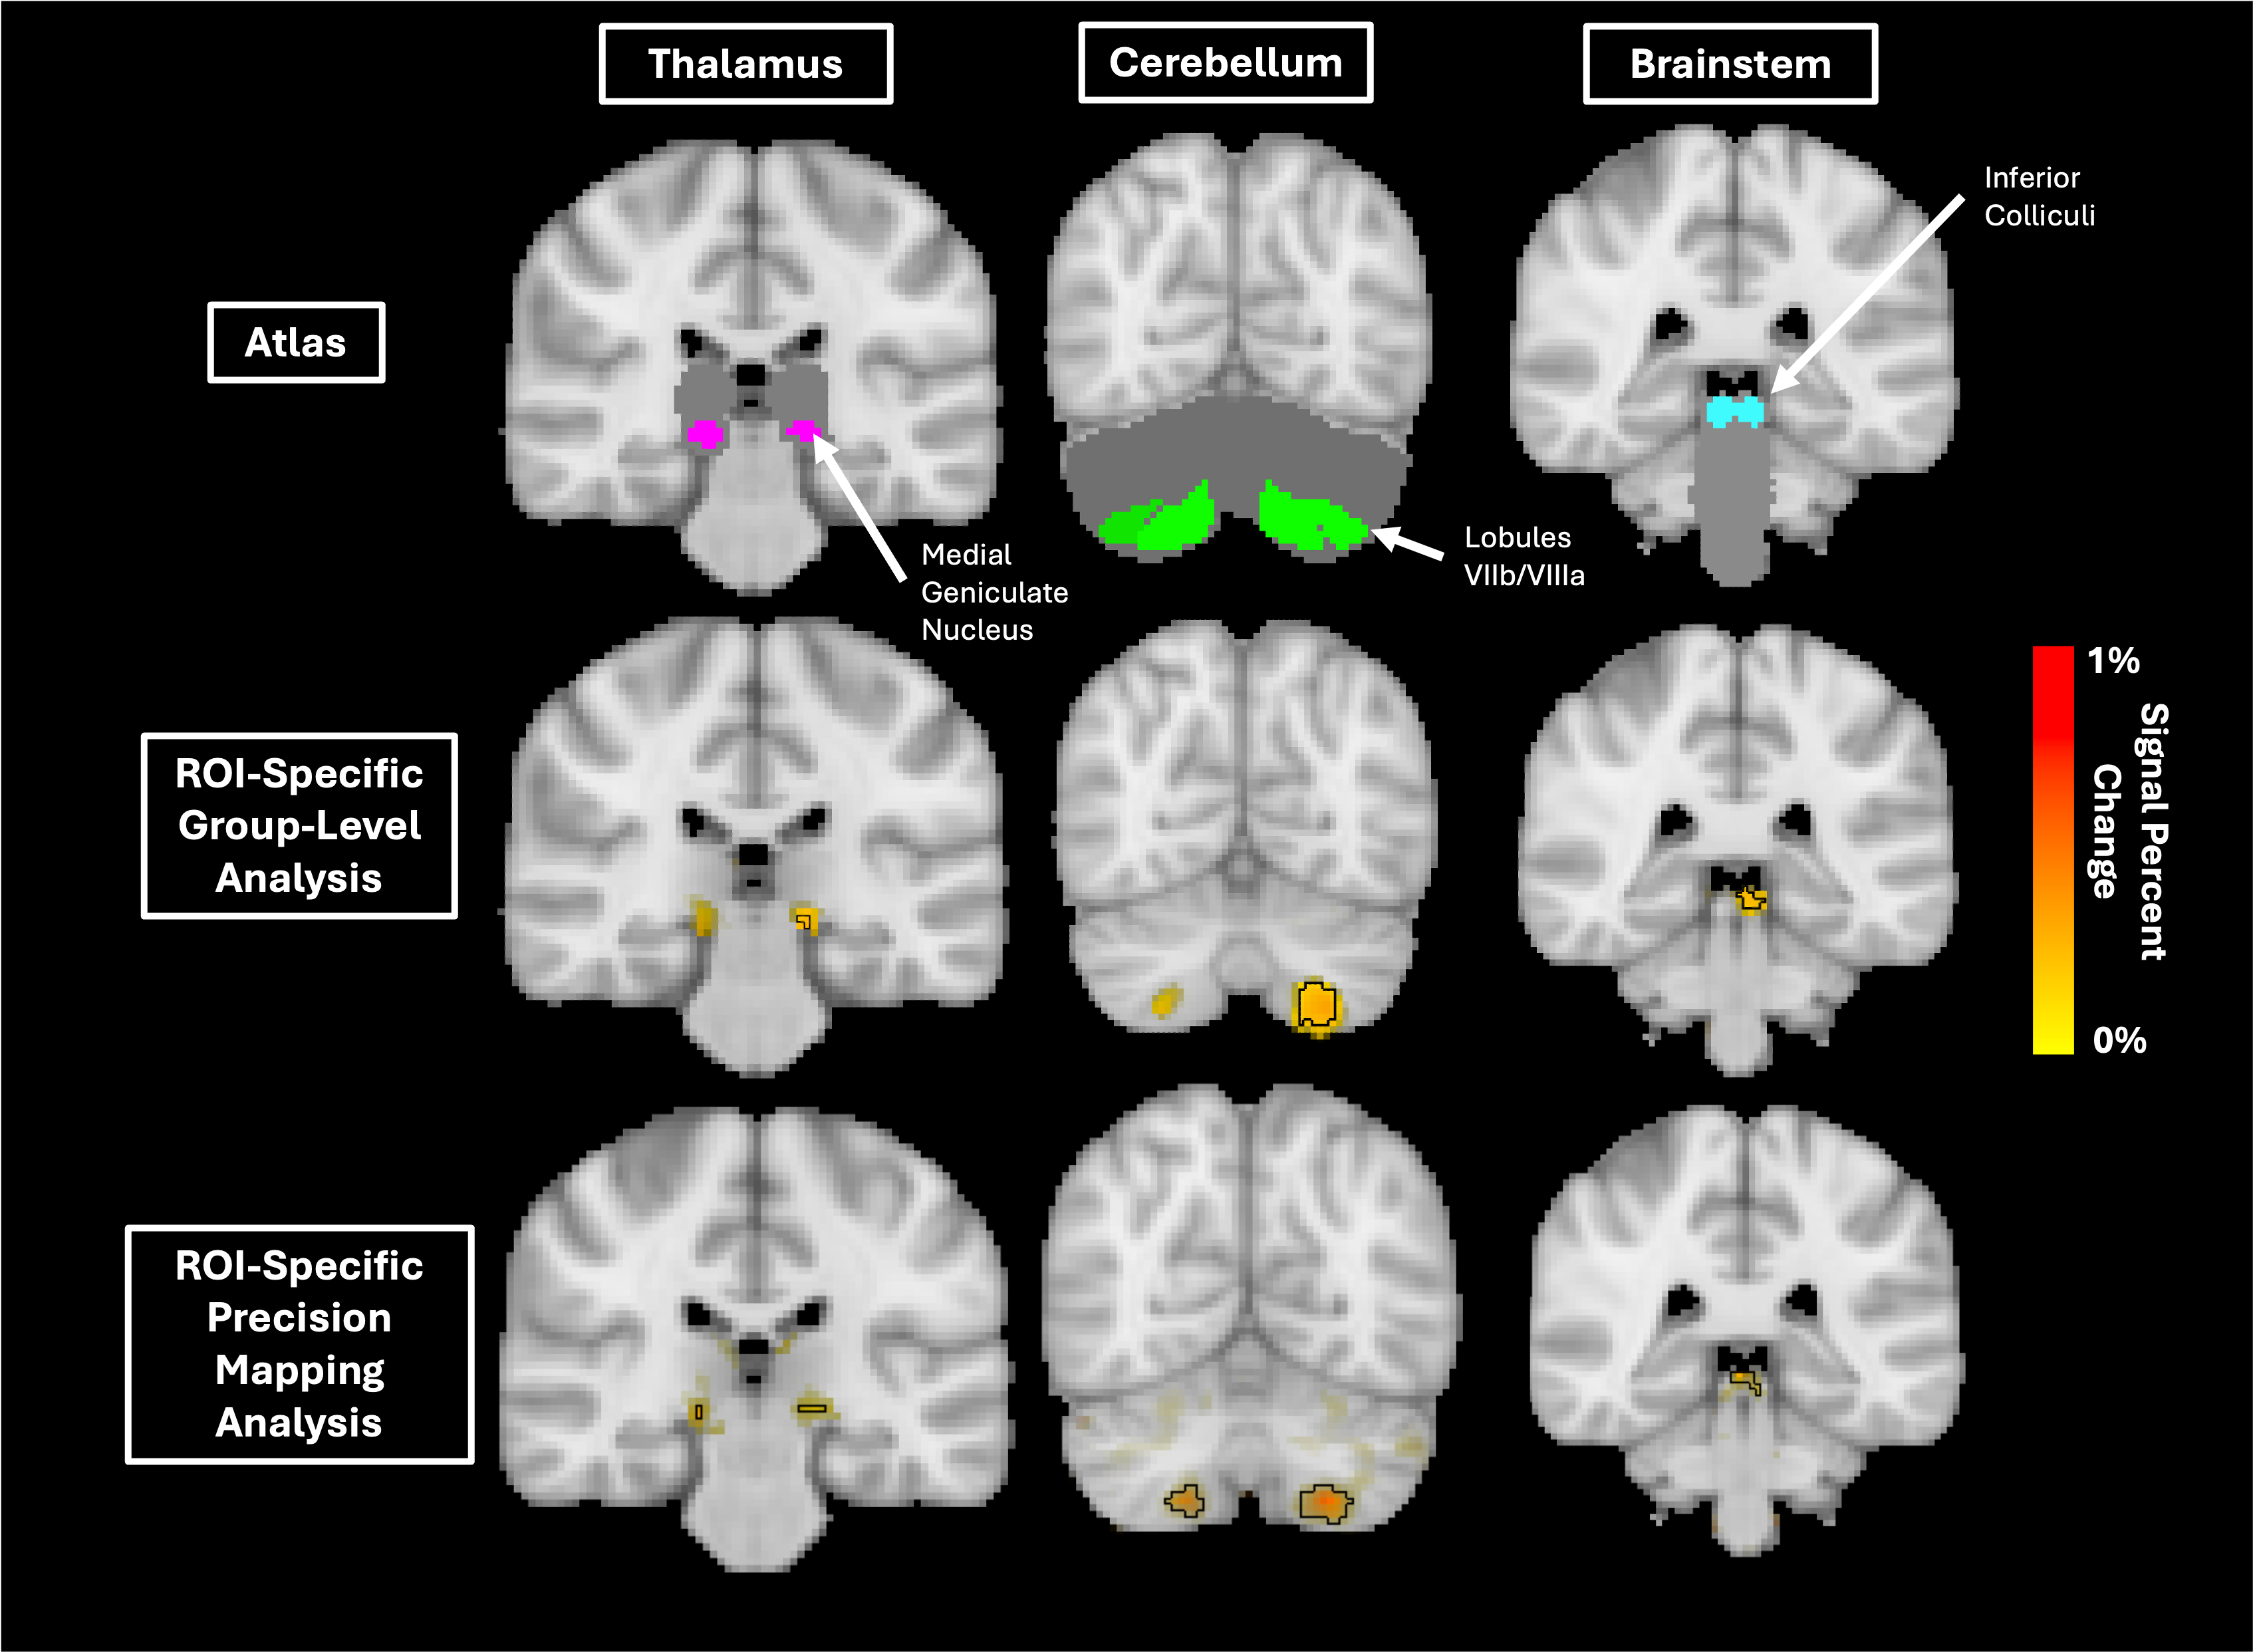 Thalamus
Cerebellum
Brainstem
Inferior
Colliculi
Atlas
Medial
Geniculate
Nucleus
Lobules
VIIb/VIIIa
ROI-Specific
Group-Level
Analysis
1%
Signal Percent
Change
0%
ROI-Specific
Precision
Mapping
Analysis